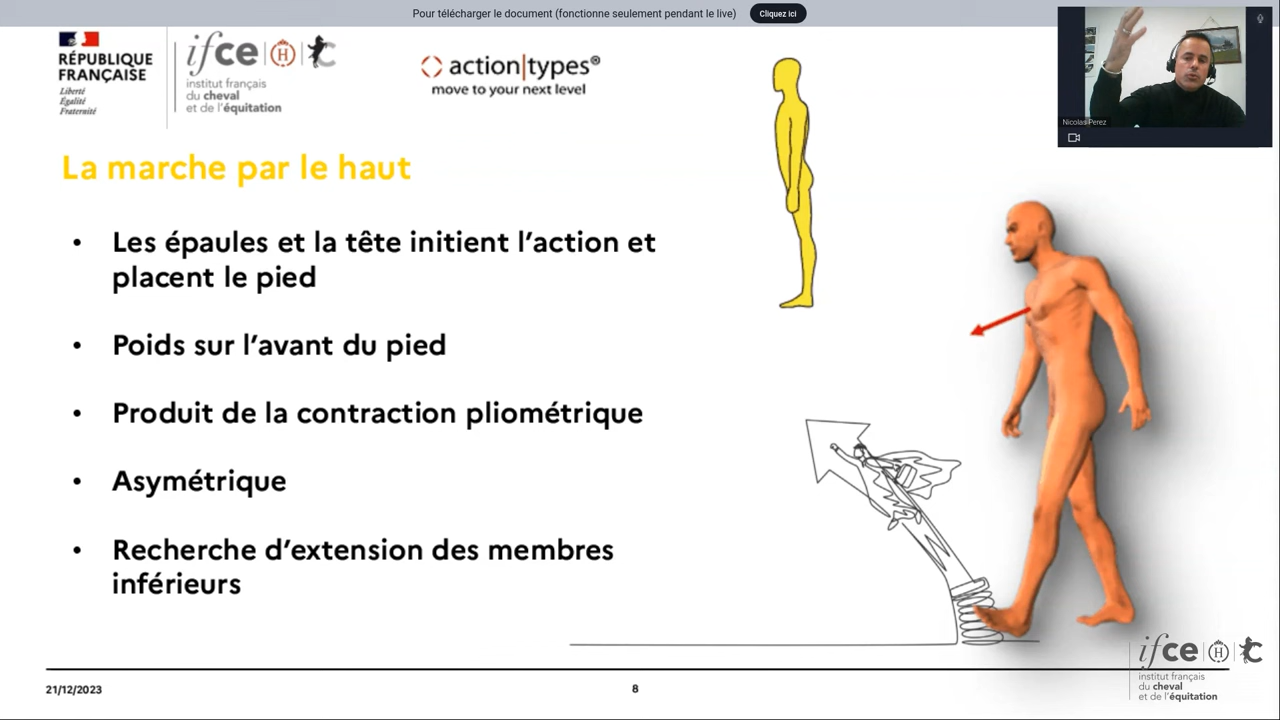 Pour télécharger le document (fonctionne seulement pendant le live)
Cliquez ici
RÉPUBLIQUE
FRANÇAISE
Liberté
Égalité
Fraternité
ifce
institut français
du cheval
et de l'équitation
action|types®
move to your next level
Nicolas Perez
La marche par le haut
• Les épaules et la tête initient l'action et
placent le pied
• Poids sur l'avant du pied
• Produit de la contraction pliométrique
• Asymétrique
• Recherche d'extension des membres
inférieurs
ifce
institut français
du cheval
et de l'équitation
21/12/2023
8